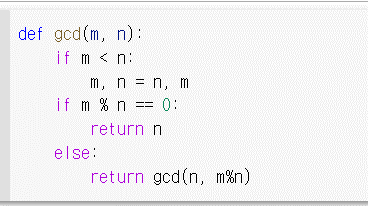 def gcd(m, n):
    if m < n:
        m, n = n, m
    if m % n == 0:
        return n
    else:
        return gcd(n, m%n)